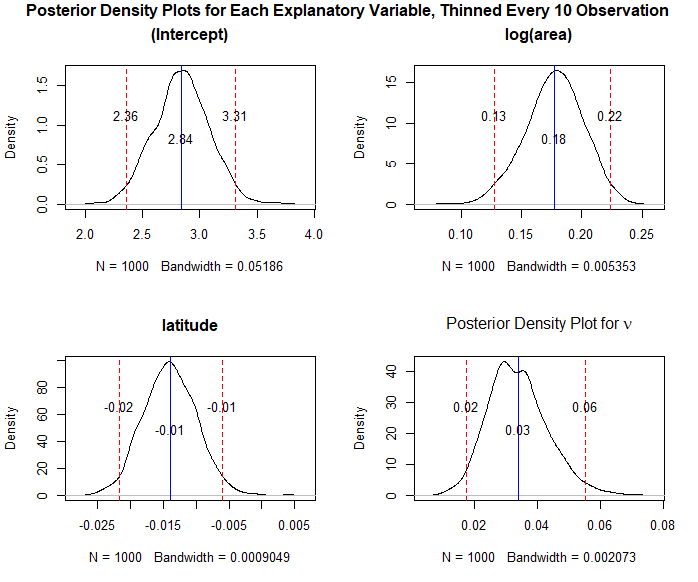 Posterior Density Plots for Each Explanatory Variable, Thinned Every 10 Observation
(Intercept)
Density
0.0 0.5 1.0 1.5
2.36
2.84
3.31
2.0 2.5 3.0 3.5 4.0
N = 1000 Bandwidth = 0.05186
log(area)
Density
0 5 10 15
0.13
0.18
0.22
0.10 0.15 0.20 0.25
N = 1000 Bandwidth = 0.005353
latitude
Density
0 20 40 60 80
-0.02
-0.01
-0.01
-0.025 -0.015 -0.005 0.005
N = 1000 Bandwidth = 0.0009049
Posterior Density Plot for ν
Density
0 10 20 30 40
0.02
0.03
0.06
0.02 0.04 0.06 0.08
N = 1000 Bandwidth = 0.002073